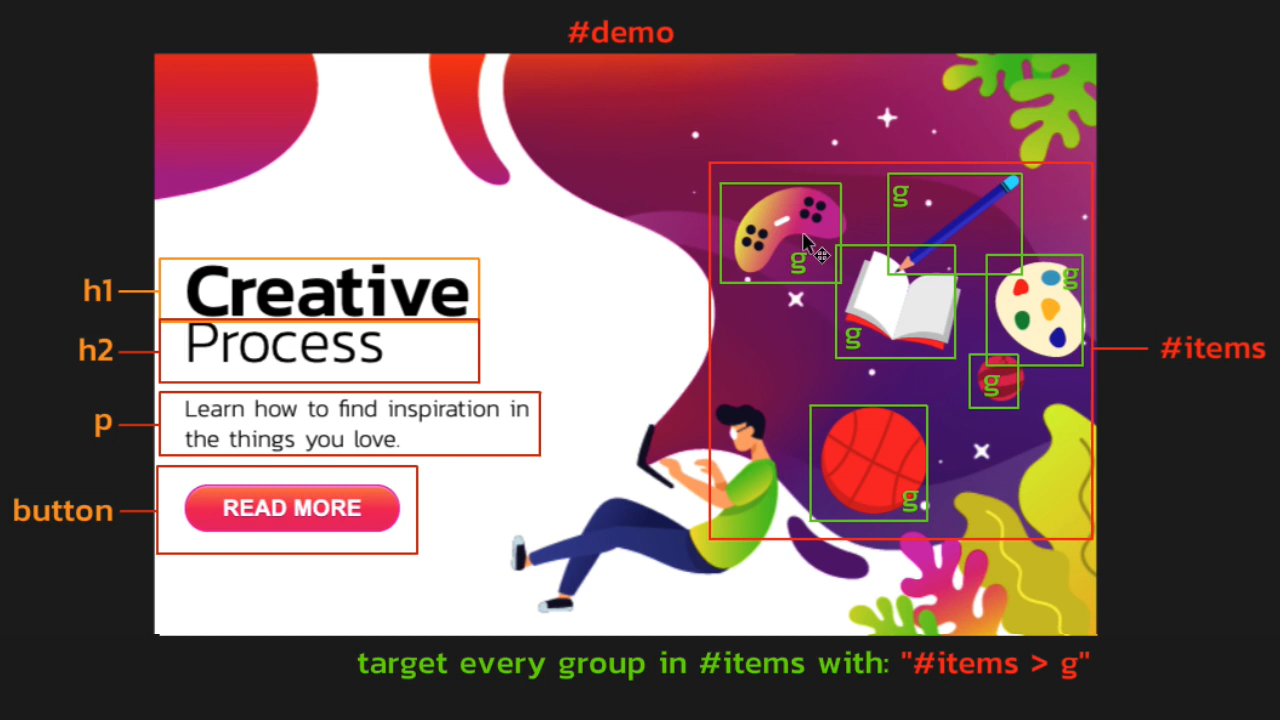 #demo
h1
Creative
h2
Process
p
Learn how to find inspiration in
the things you love.
button
READ MORE
g
g
g
g
g
g
#items
target every group in #items with: "#items > g"